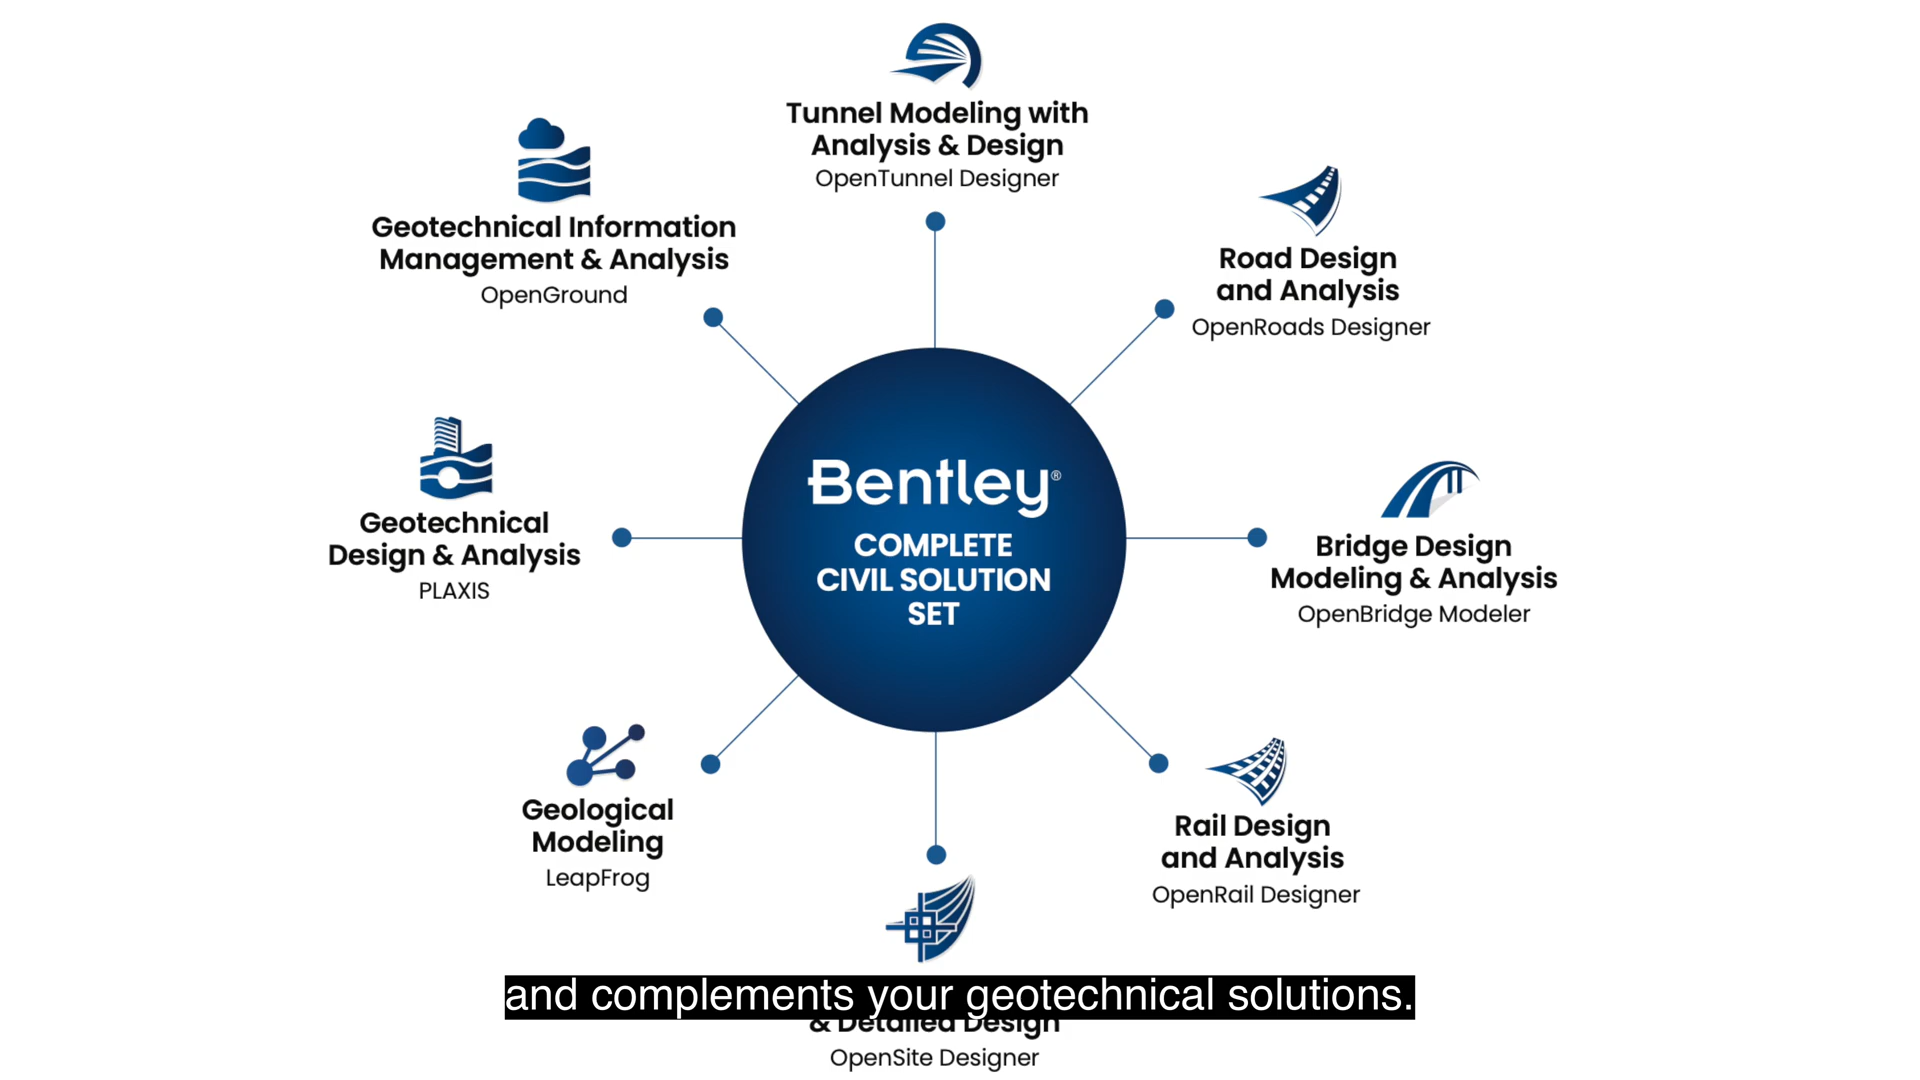 Tunnel Modeling with
Analysis & Design
OpenTunnel Designer
Geotechnical Information
Management & Analysis
OpenGround
Road Design
and Analysis
OpenRoads Designer
Bentley®
COMPLETE
CIVIL SOLUTION
SET
Geotechnical
Design & Analysis
PLAXIS
Bridge Design
Modeling & Analysis
OpenBridge Modeler
Geological
Modeling
LeapFrog
Rail Design
and Analysis
OpenRail Designer
and complements your geotechnical solutions.
& Detailed Design
OpenSite Designer